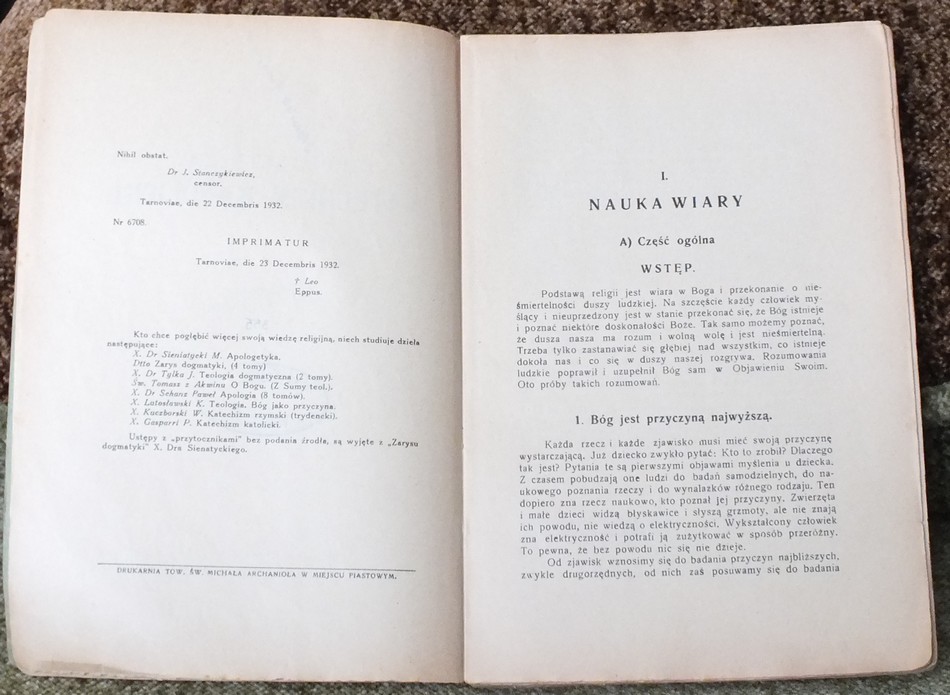 Nihil obstat.
Dr J. Stonczykiewicz,
censor.
Tarnoviae, die 22 Decembris 1932.
Nr 6708.
IMPRIMATUR
Tarnoviae, die 23 Decembris 1932.
† Leo
Eppus.
Kto chce pogłębić więcej swoją wiedzę religijną, niech studiuje dzieła
następujące:
X. Dr Sieniatycki M. Apologetyka.
Dtto Zarys dogmatyki, (4 tomy)
X. Dr Tylka J. Teologia dogmatyczna (2 tomy).
Św. Tomasz z Akwinu O Bogu. (Z Sumy teol.).
X. Dr Schanz Paweł Apologia (8 tomów).
X. Lutosławski K. Teologia. Bóg jako przyczyna.
X. Kuczborski W. Katechizm rzymski (trydencki).
X. Gasparri P. Katechizm katolicki.
Ustępy z „przytocznikami" bez podania źródła, są wyjęte z „Zarysu
dogmatyki" X. Dra Sienatyckiego.
DRUKARNIA TOW. ŚW. MICHAŁA ARCHANIOŁA W MIEJSCU PIASTOWYM.
I.
NAUKA WIARY
A) Część ogólna
WSTĘP.
Podstawą religii jest wiara w Boga i przekonanie o nie-
śmiertelności duszy ludzkiej. Na szczęście każdy człowiek my-
ślący i nieuprzedzony jest w stanie przekonać się, że Bóg istnieje
i poznać niektóre doskonałości Boże. Tak samo możemy poznać,
że dusza nasza ma rozum i wolną wolę i jest nieśmiertelną.
Trzeba tylko zastanawiać się głębej nad wszystkim, co istnieje
dokoła nas i co się w duszy naszej rozgrywa. Rozumowania
ludzkie poprawił i uzupełnił Bóg sam w Objawieniu Swoim.
Oto próby takich rozumowań.
1. Bóg jest przyczyną najwyższą.
Każda rzecz i każde zjawisko musi mieć swoją przyczynę
wystarczającą. Już dziecko zwykło pytać: Kto to zrobił? Dlaczego
tak jest? Pytania te są pierwszymi objawami myślenia u dziecka.
Z czasem pobudzają one ludzi do badań samodzielnych, do na-
ukowego poznania rzeczy i do wynalazków różnego rodzaju. Ten
dopiero zna rzecz naukowo, kto poznał jej przyczyny. Zwierzęta
i małe dzieci widzą błyskawice i słyszą grzmoty, ale nie znają
ich powodu, nie wiedzą o elektryczności. Wykształcony człowiek
zna elektryczność i potrafi ją zużytkować w sposób przeróżny.
To pewna, że bez powodu nic się nie dzieje.
Od zjawisk wznosimy się do badania przyczyn najbliższych,
zwykle drugorzędnych, od nich zaś posuwamy się do badania